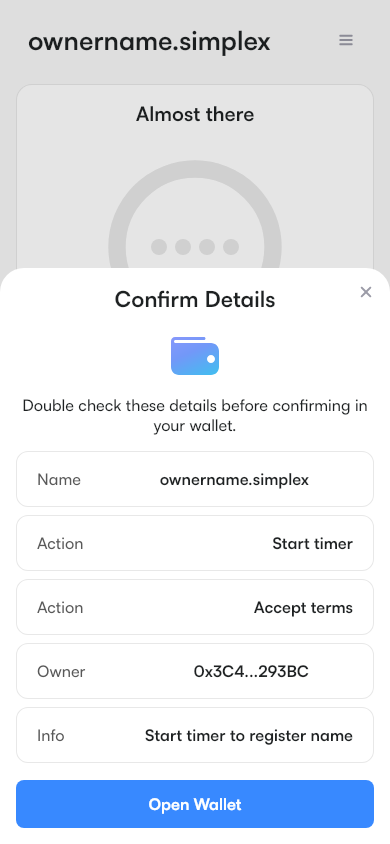 ownername.simplex
Almost there
Confirm Details
Double check these details before confirming in
your wallet.
Name ownername.simplex
Action Start timer
Action Accept terms
Owner 0x3C4...293BC
Info Start timer to register name
Open Wallet